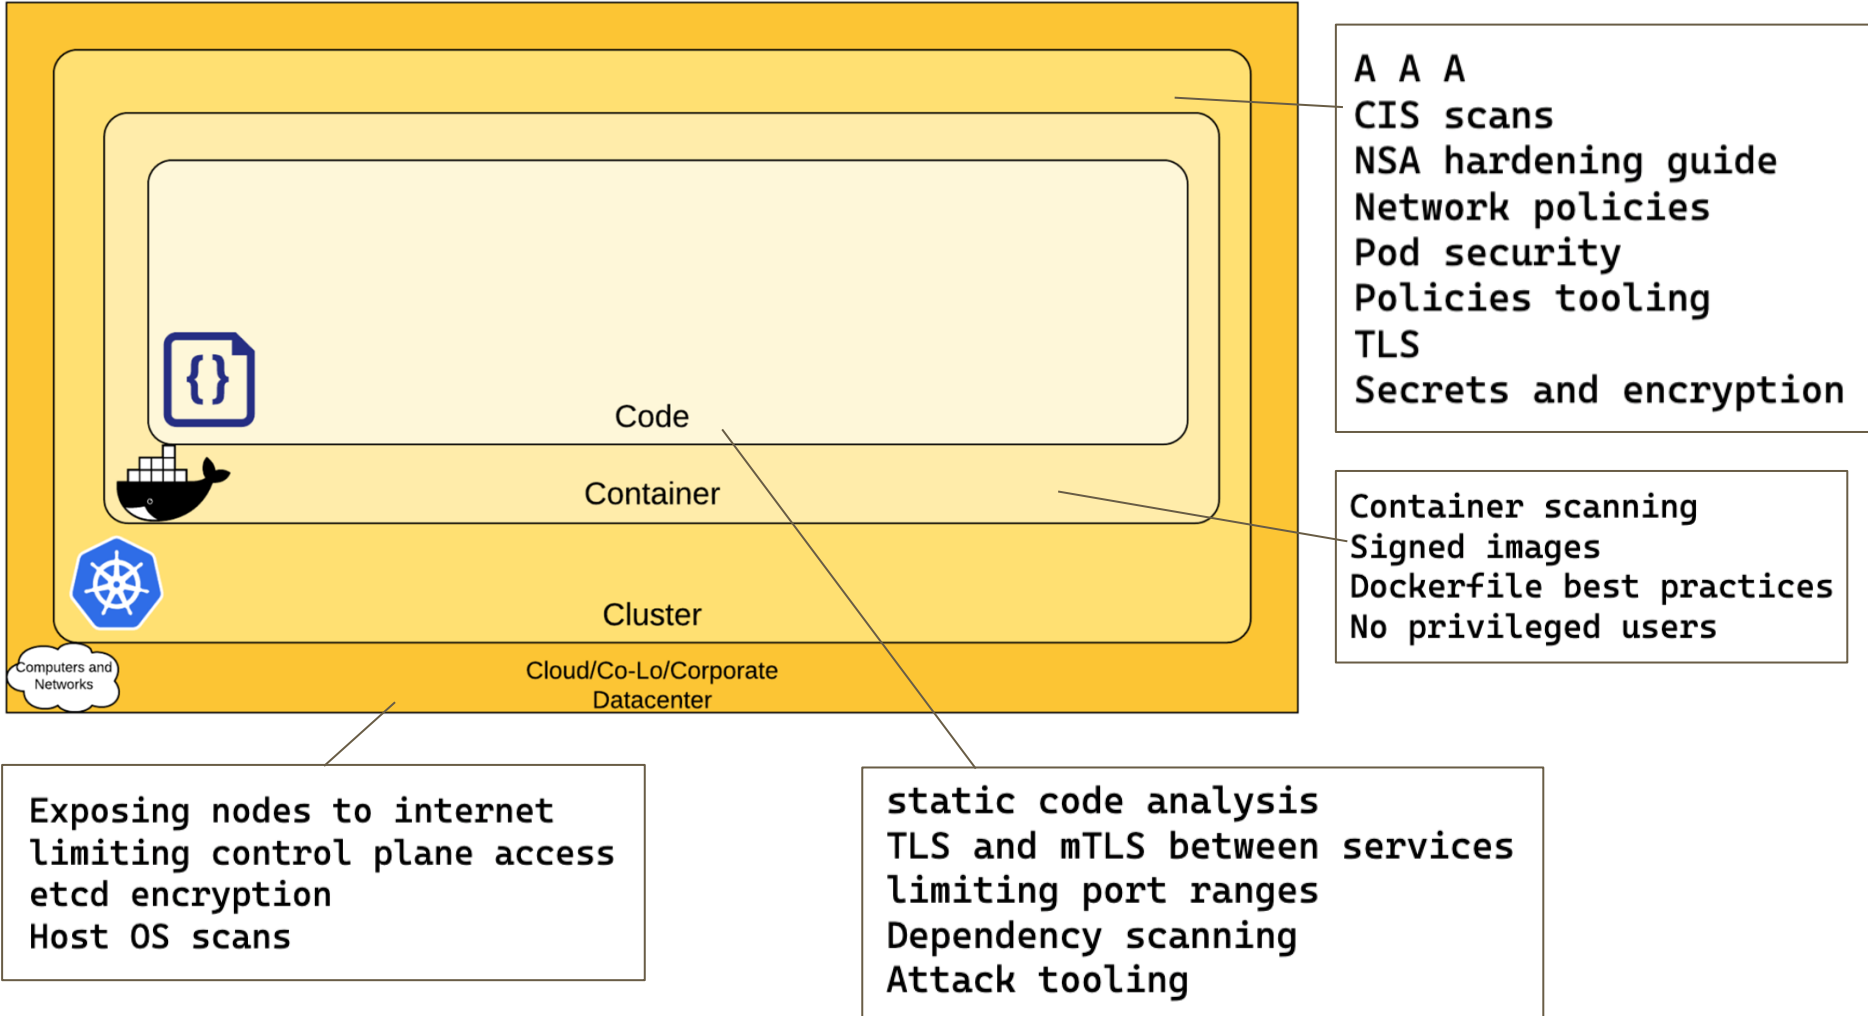 A A A
CIS scans
NSA hardening guide
Network policies
Pod security
Policies tooling
TLS
Secrets and encryption
{}
Code
Container
Cluster
Computers and
Networks
Cloud/Co-Lo/Corporate
Datacenter
Container scanning
Signed images
Dockerfile best practices
No privileged users
Exposing nodes to internet
limiting control plane access
etcd encryption
Host OS scans
static code analysis
TLS and mTLS between services
limiting port ranges
Dependency scanning
Attack tooling